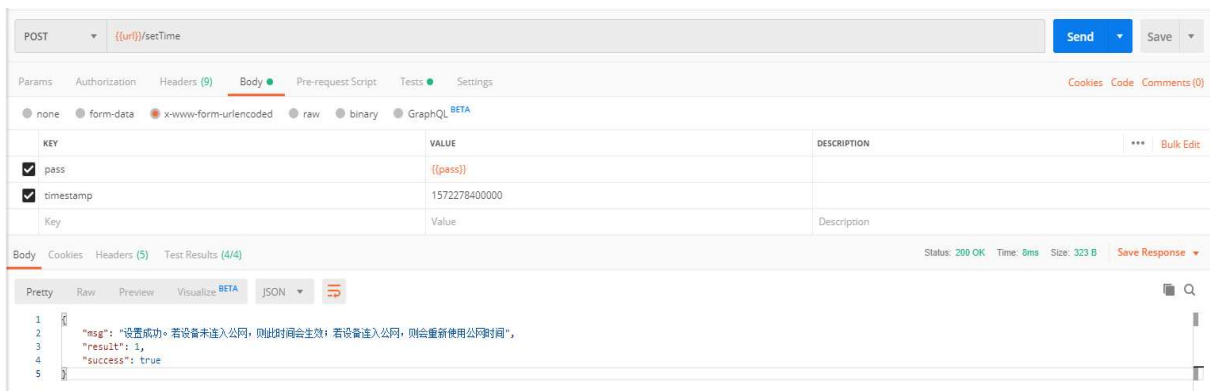 POST {{url}}/setTime Send Save
Params Authorization Headers (9) Body Pre-request Script Tests Settings Cookies Code Comments (0)
none form-data x-www-form-urlencoded raw binary GraphQL BETA
KEY VALUE DESCRIPTION ••• Bulk Edit
pass {{pass}}
timestamp 1572278400000
Key Value Description
Body Cookies Headers (5) Test Results (4/4) Status: 200 OK Time: 8ms Size: 323 B Save Response
Pretty Raw Preview Visualize BETA JSON
1 {
2 "msg": "设置成功。若设备未连入公网，则此时间会生效；若设备连入公网，则会重新使用公网时间",
3 "result": 1,
4 "success": true
5 }